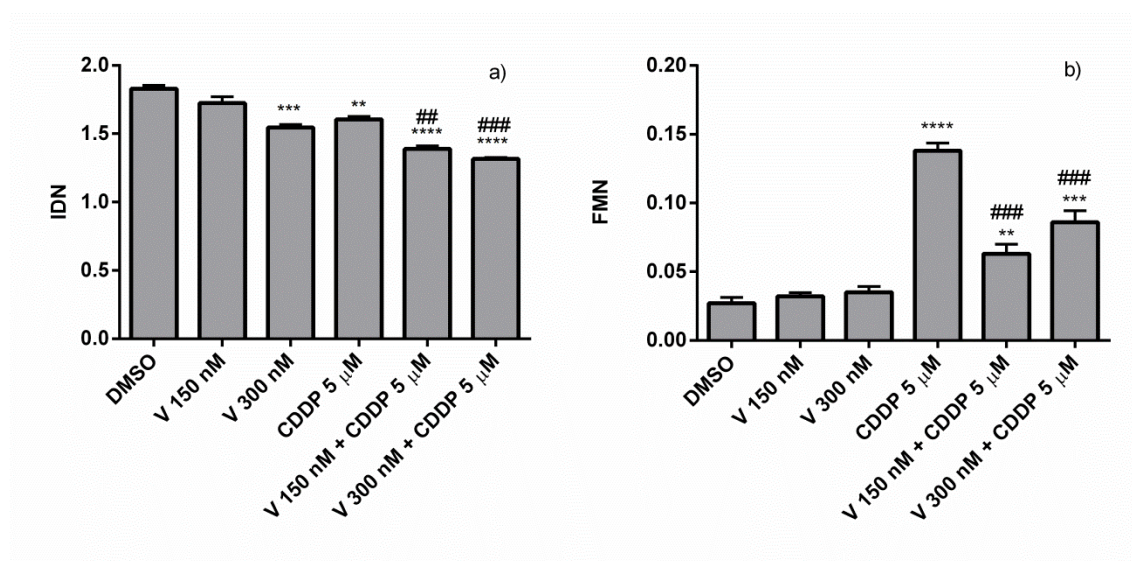 a)
IDN
2.0
1.5
1.0
0.5
0.0
***
**
##
****
###
****
DMSO
V 150 nM
V 300 nM
CDDP 5 μM
V 150 nM + CDDP 5 μM
V 300 nM + CDDP 5 μM
b)
FMN
0.20
0.15
0.10
0.05
0.00
****
###
**
###
***
DMSO
V 150 nM
V 300 nM
CDDP 5 μM
V 150 nM + CDDP 5 μM
V 300 nM + CDDP 5 μM